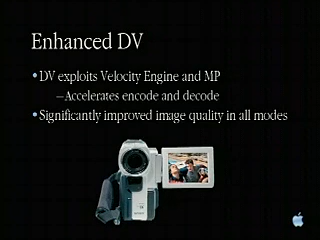 Enhanced DV
•DV exploits Velocity Engine and MP
–Accelerates encode and decode
•Significantly improved image quality in all modes